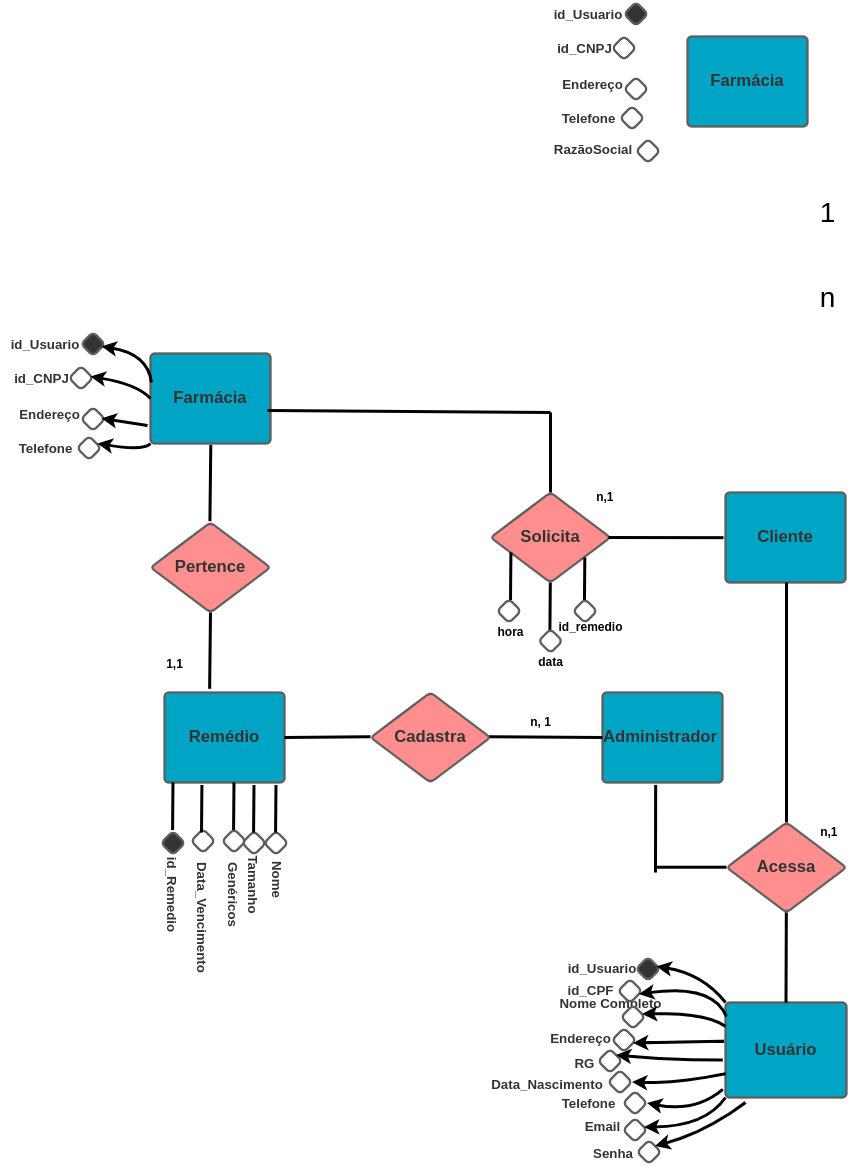 id_Usuario
id_CNPJ
Endereço
Farmácia
Telefone
RazãoSocial
1
n
id_Usuario
id_CNPJ
Farmácia
Endereço
Telefone
n,1
Solicita
Cliente
Pertence
hora
id_remedio
data
1,1
n, 1
Remédio
Cadastra
Administrador
n,1
Acessa
id_Remedio
Data_Vencimento
Genéricos
Tamanho
Nome
id_Usuario
id_CPF
Nome Completo
Endereço
Usuário
RG
Data_Nascimento
Telefone
Email
Senha